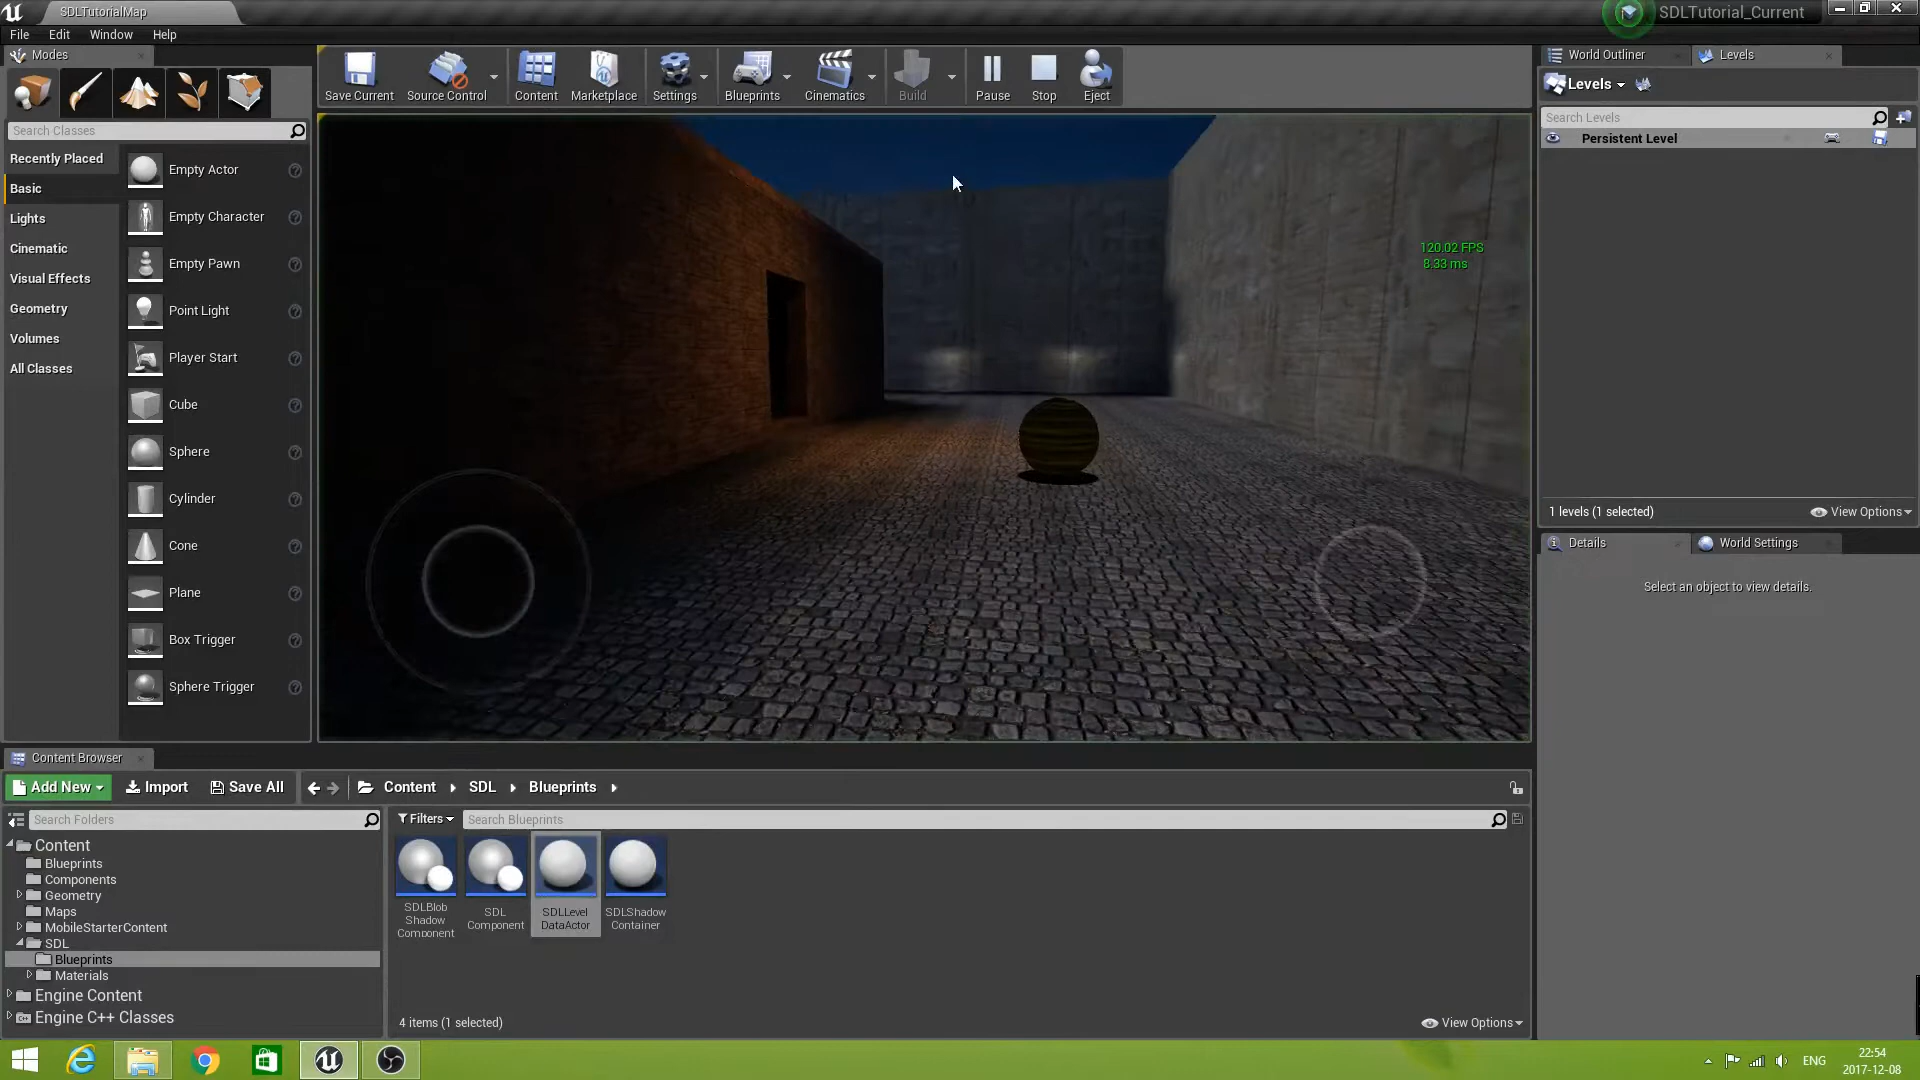 SDLTutorialMap
SDLTutorial_Current
File
Edit
Window
Help
Modes
Save Current
Source Control
Content
Marketplace
Settings
Blueprints
Cinematics
Build
Pause
Stop
Eject
World Outliner
Levels
Levels
Search Levels
Persistent Level
1 levels (1 selected)
View Options
Details
World Settings
Select an object to view details.
Search Classes
Recently Placed
Basic
Lights
Cinematic
Visual Effects
Geometry
Volumes
All Classes
Empty Actor
Empty Character
Empty Pawn
Point Light
Player Start
Cube
Sphere
Cylinder
Cone
Plane
Box Trigger
Sphere Trigger
120.02 FPS
8.33 ms
Content Browser
Add New
Import
Save All
Content
SDL
Blueprints
Search Folders
Filters
Search Blueprints
Content
Blueprints
Components
Geometry
Maps
MobileStarterContent
SDL
Blueprints
Materials
Engine Content
Engine C++ Classes
SDLBlob
Shadow
Component
SDL
Component
SDLLevel
DataActor
SDLShadow
Container
4 items (1 selected)
View Options
ENG
22:54
2017-12-08